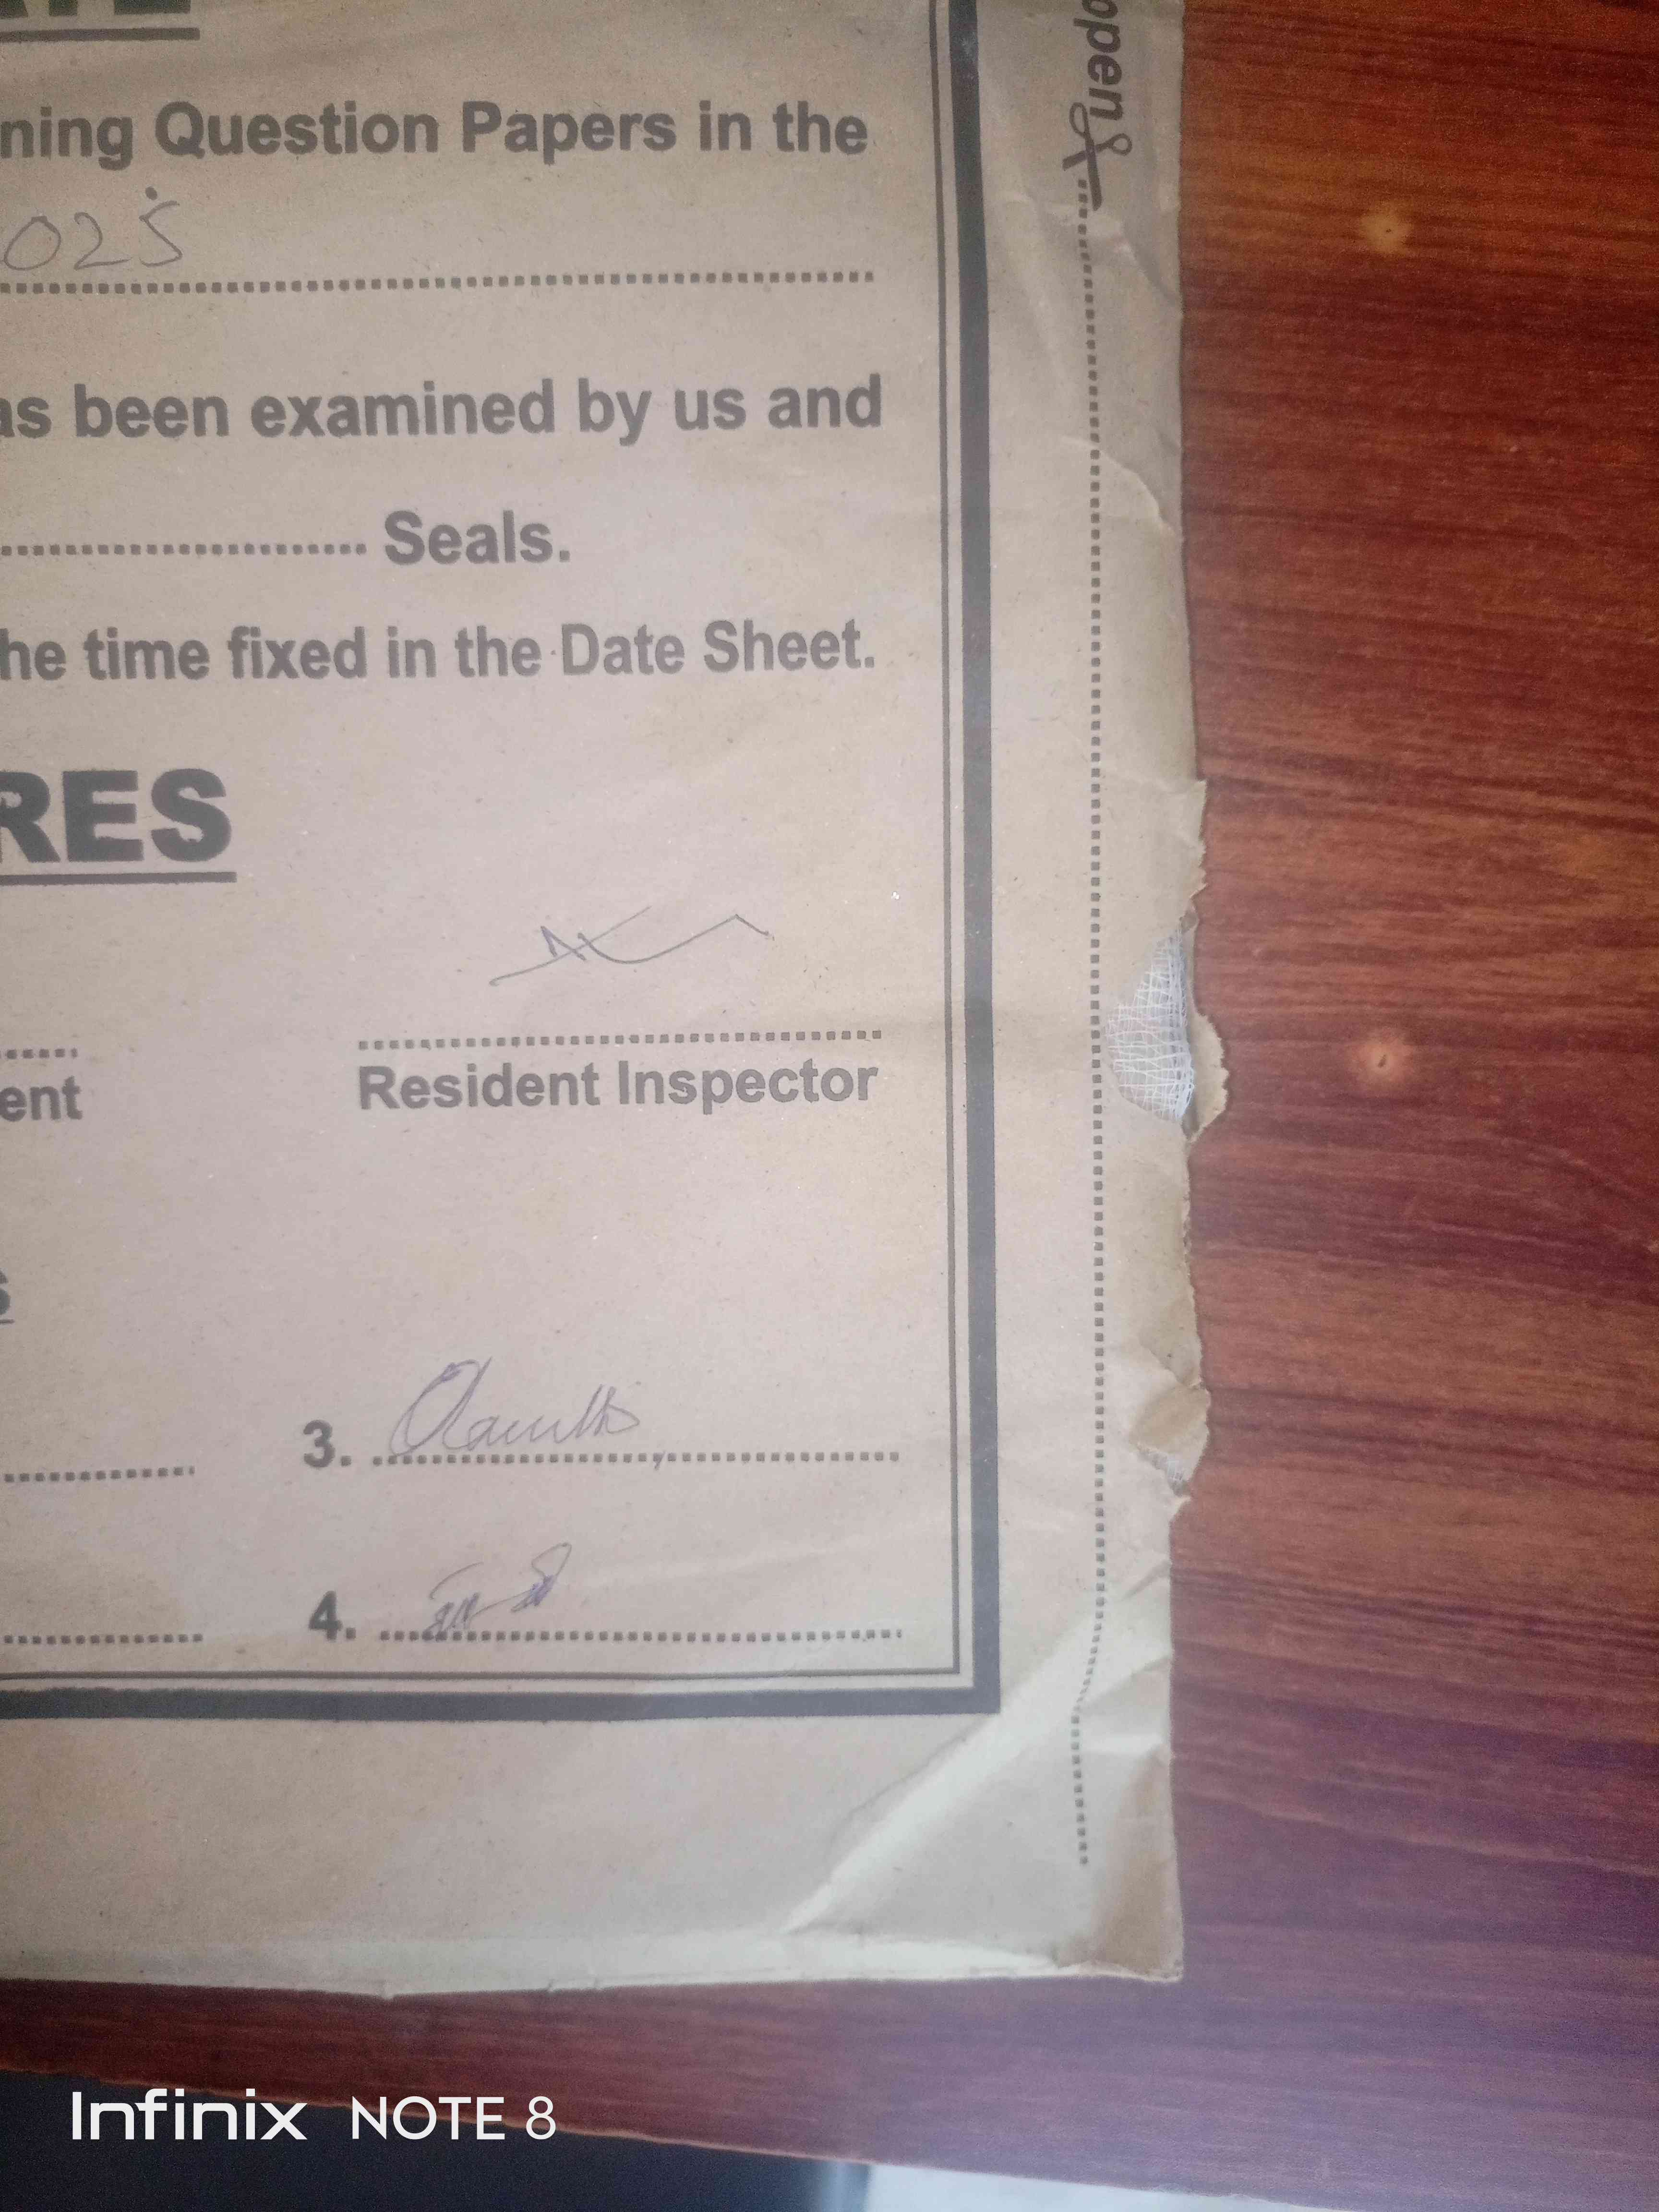 open
ning Question Papers in the
025
as been examined by us and
Seals.
he time fixed in the Date Sheet.
RES
ent
Resident Inspector
3.
4.
Infinix NOTE 8